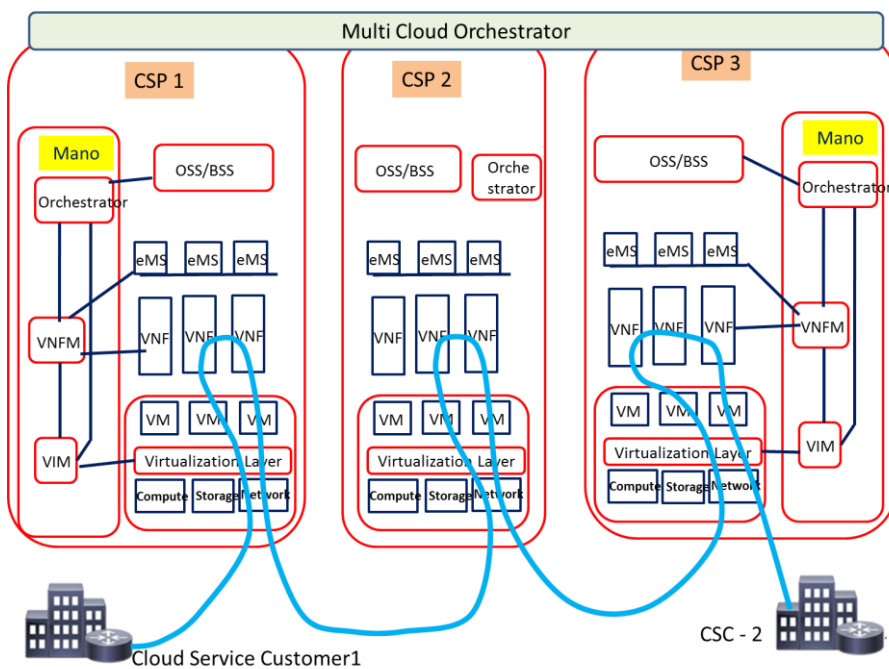 Multi Cloud Orchestrator
CSP 1
Mano
OSS/BSS
Orchestrator
eMS
eMS
eMS
VNF
VNF
VNF
VNFM
VM
VM
VM
VIM
Virtualization Layer
Compute
Storage
Network
CSP 2
OSS/BSS
Orche
strator
eMS
eMS
eMS
VNF
VNF
VNF
VM
VM
VM
Virtualization Layer
Compute
Storage
Network
CSP 3
Mano
OSS/BSS
Orchestrator
eMS
eMS
eMS
VNF
VNF
VNF
VNFM
VM
VM
VM
VIM
Virtualization Layer
Compute
Storage
Network
Cloud Service Customer1
CSC - 2